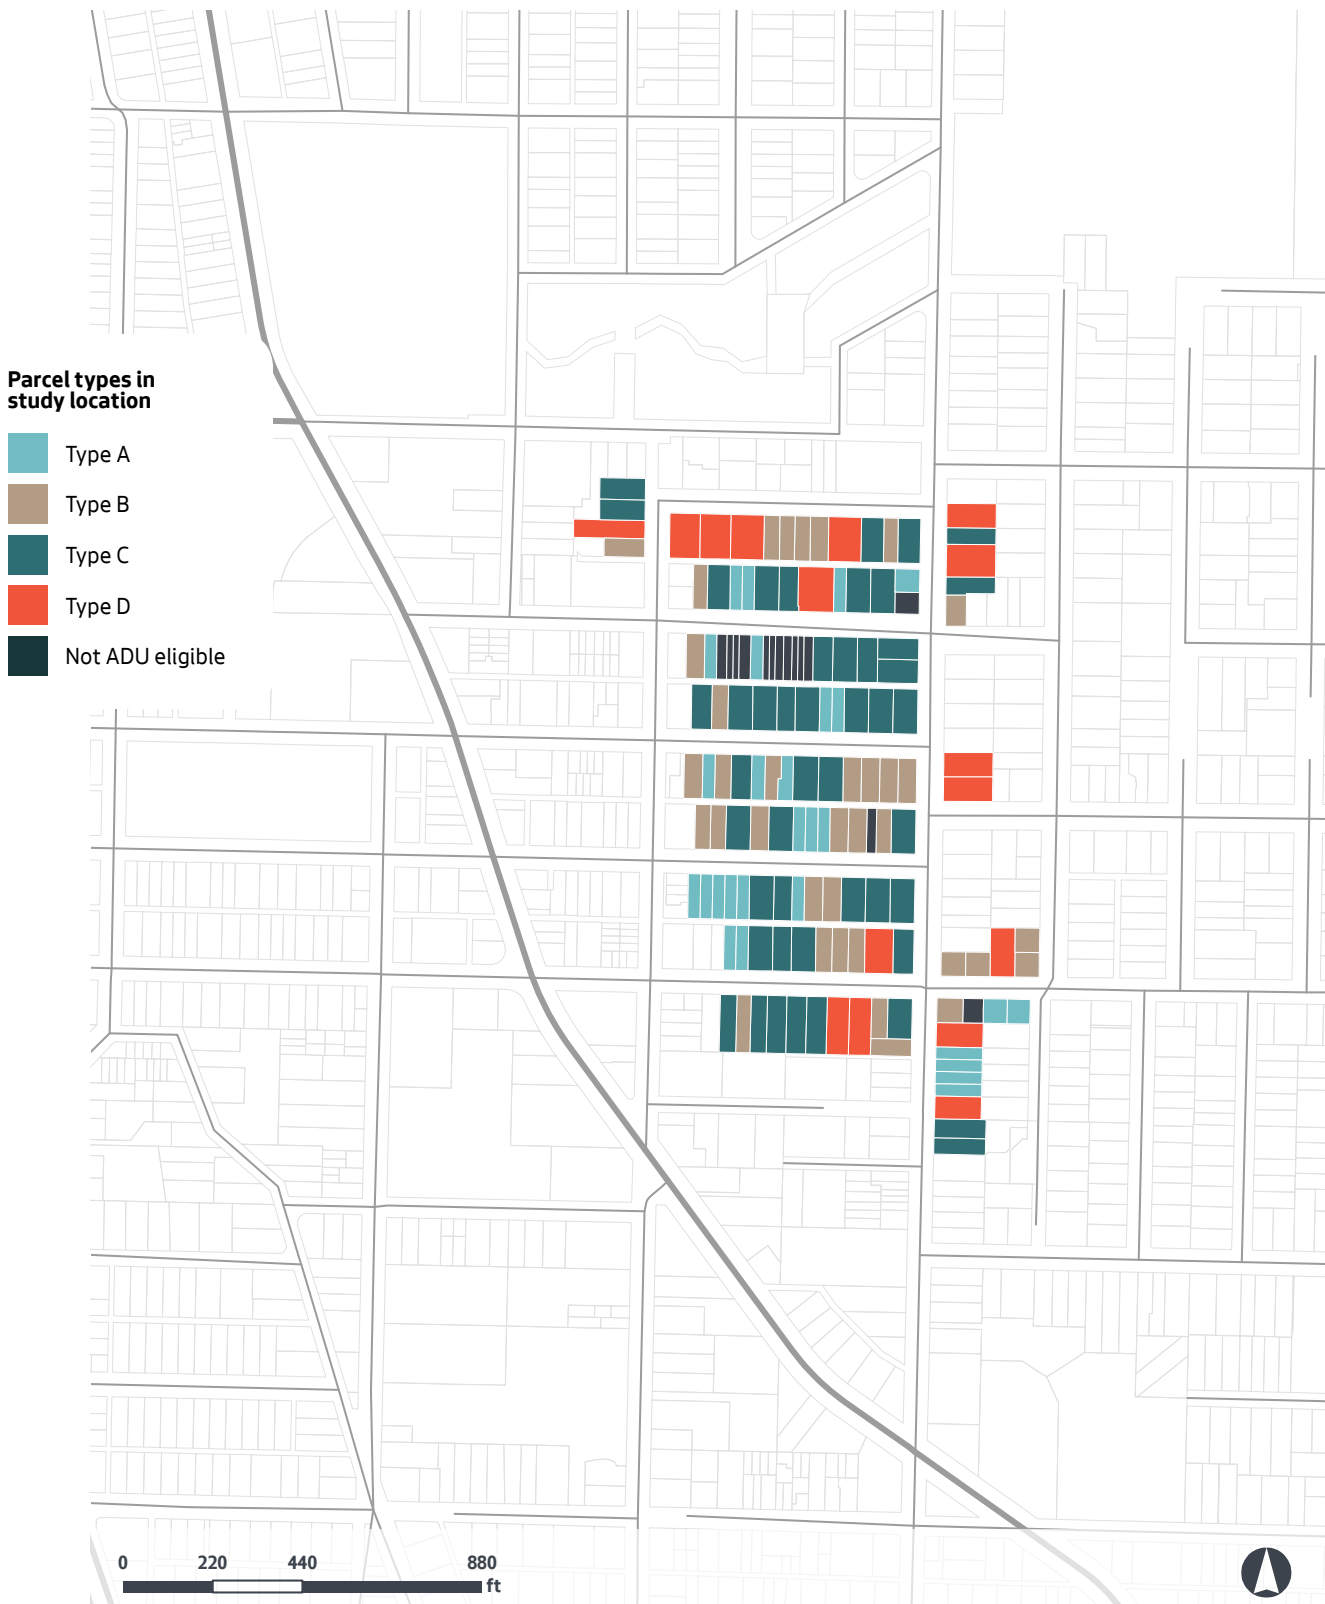 Parcel types in
study location
Type A
Type B
Type C
Type D
Not ADU eligible
0 220 440 880
ft